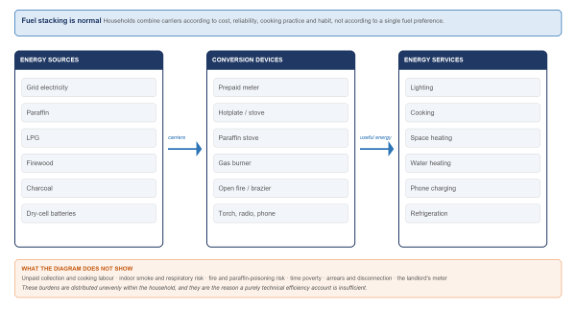 Fuel stacking is normal Households combine carriers according to cost, reliability, cooking practice and habit, not according to a single fuel preference.
ENERGY SOURCES
Grid electricity
Paraffin
LPG
Firewood
Charcoal
Dry-cell batteries
carriers
CONVERSION DEVICES
Prepaid meter
Hotplate / stove
Paraffin stove
Gas burner
Open fire / brazier
Torch, radio, phone
useful energy
ENERGY SERVICES
Lighting
Cooking
Space heating
Water heating
Phone charging
Refrigeration
WHAT THE DIAGRAM DOES NOT SHOW
Unpaid collection and cooking labour · indoor smoke and respiratory risk · fire and paraffin-poisoning risk · time poverty · arrears and disconnection · the landlord's meter
These burdens are distributed unevenly within the household, and they are the reason a purely technical efficiency account is insufficient.